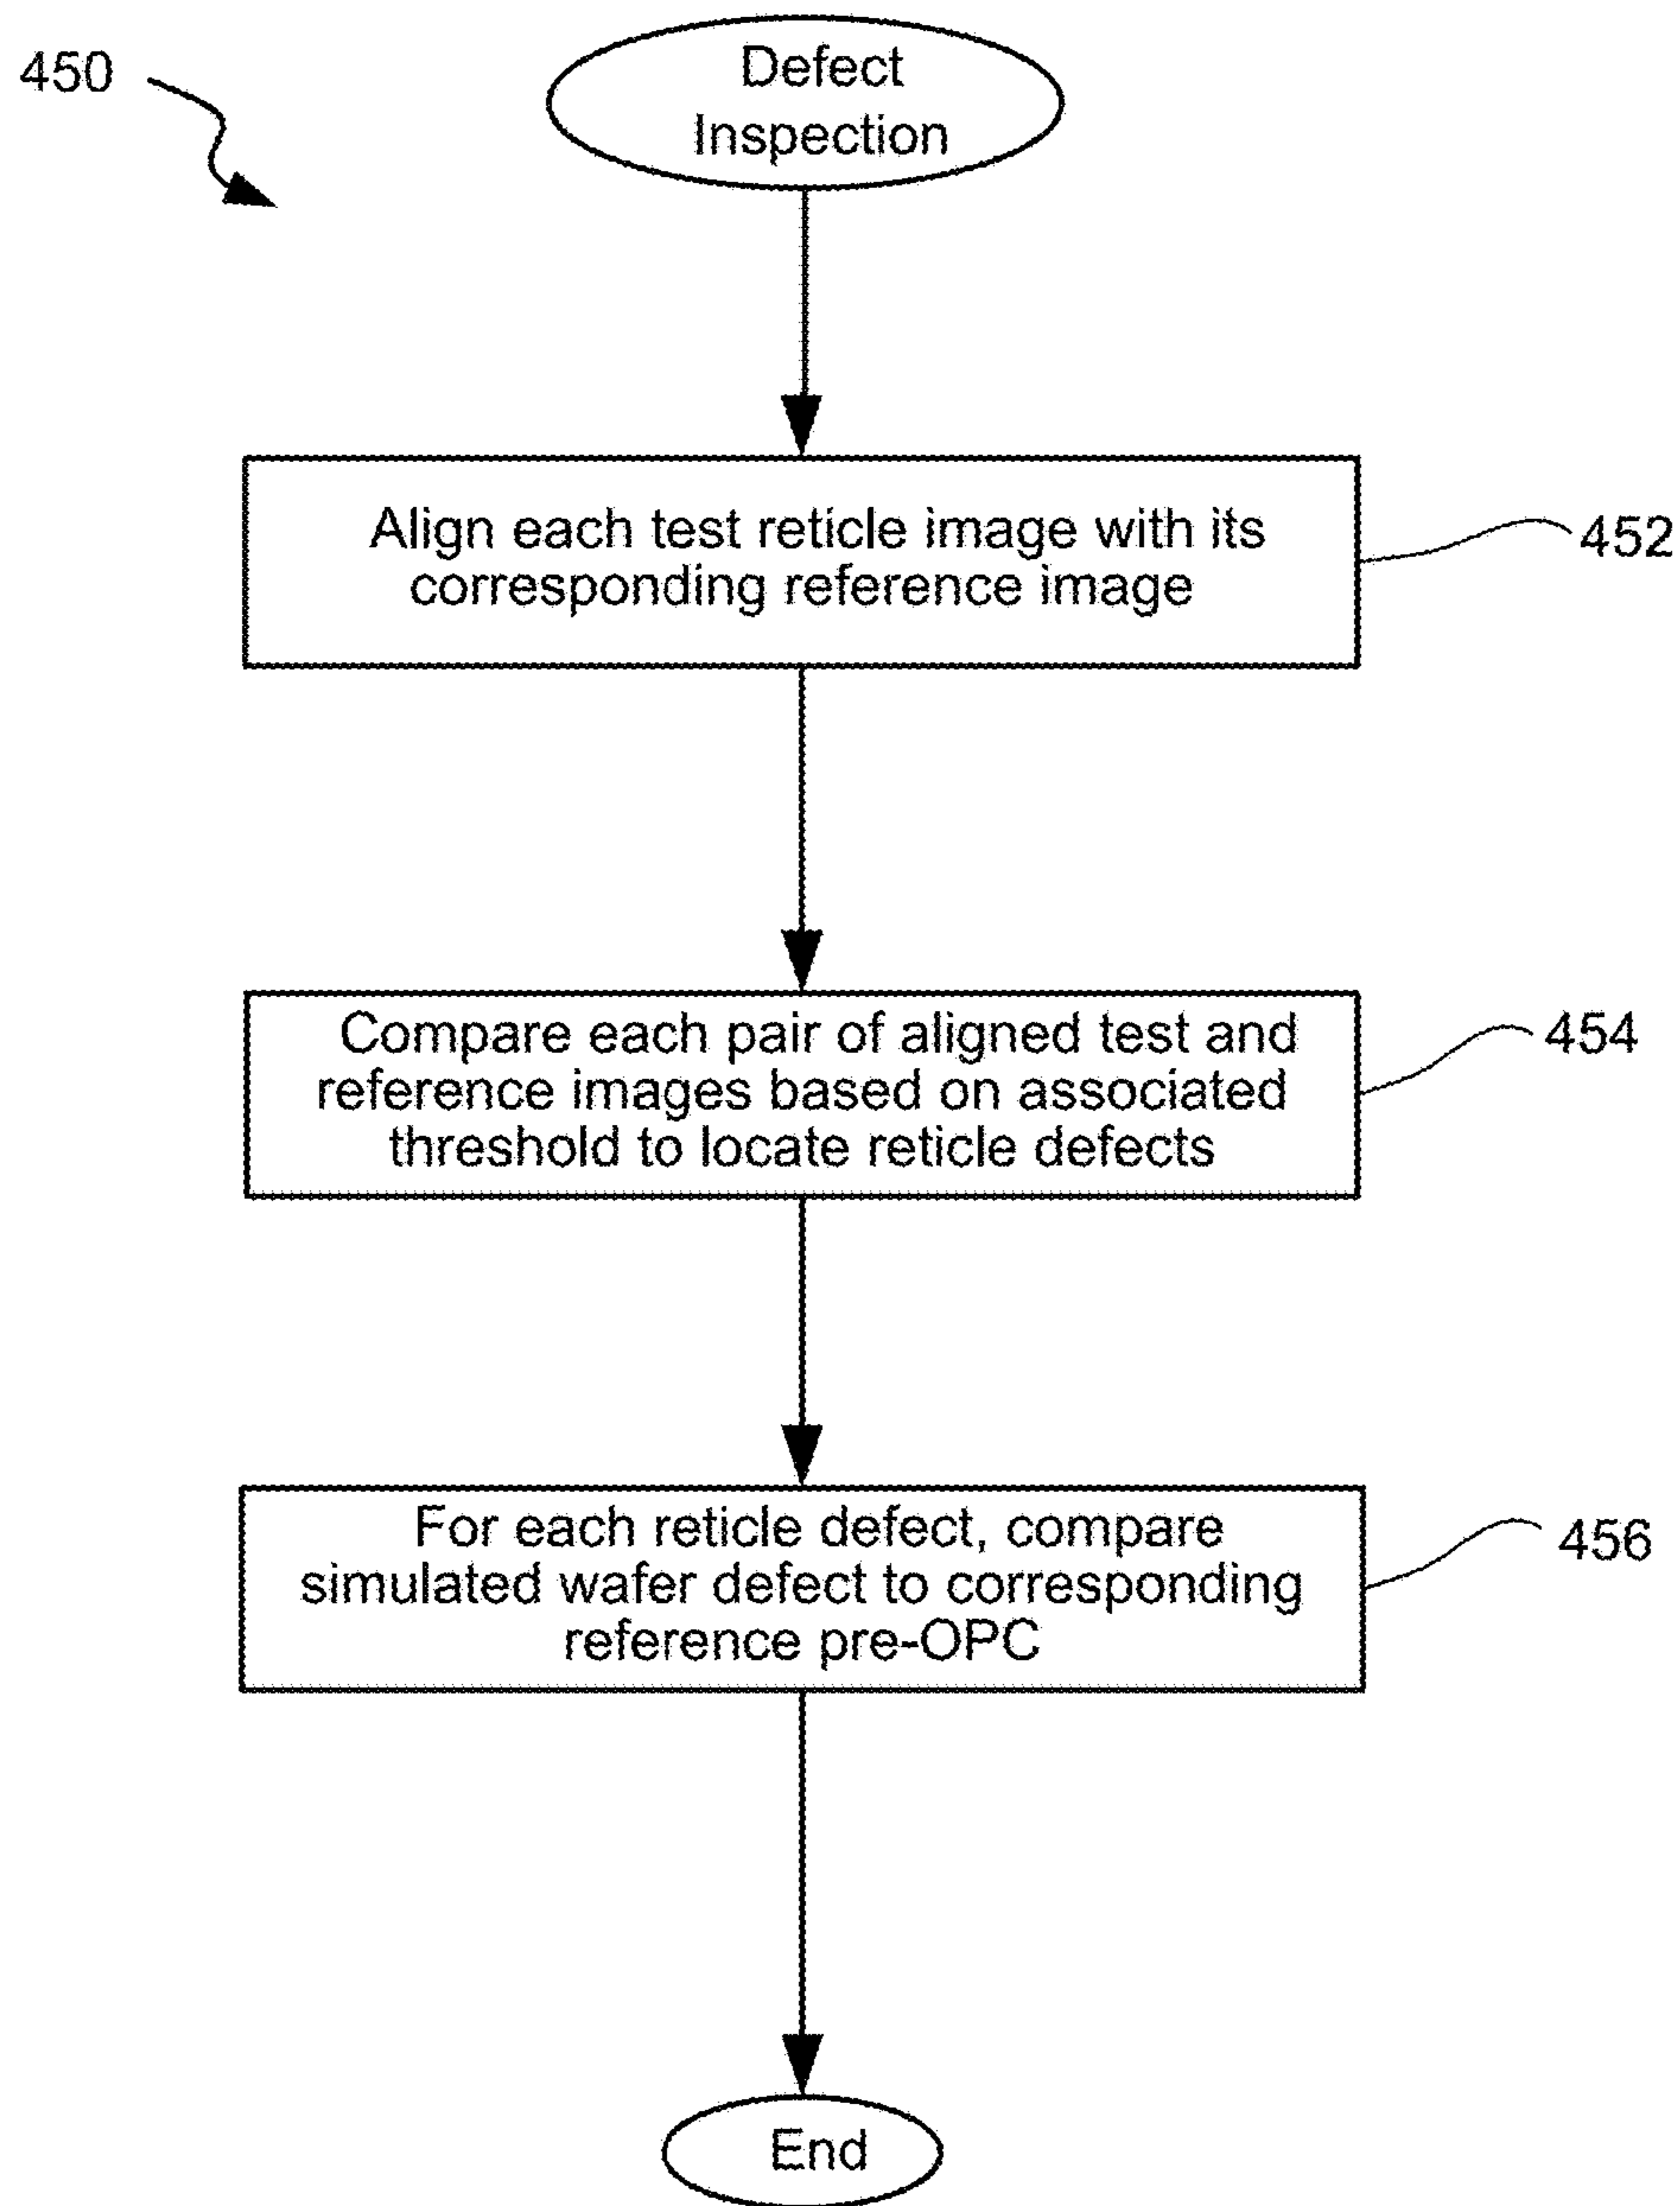 450
Defect
Inspection
Align each test reticle image with its
corresponding reference image
452
Compare each pair of aligned test and
reference images based on associated
threshold to locate reticle defects
454
For each reticle defect, compare
simulated wafer defect to corresponding
reference pre-OPC
456
End